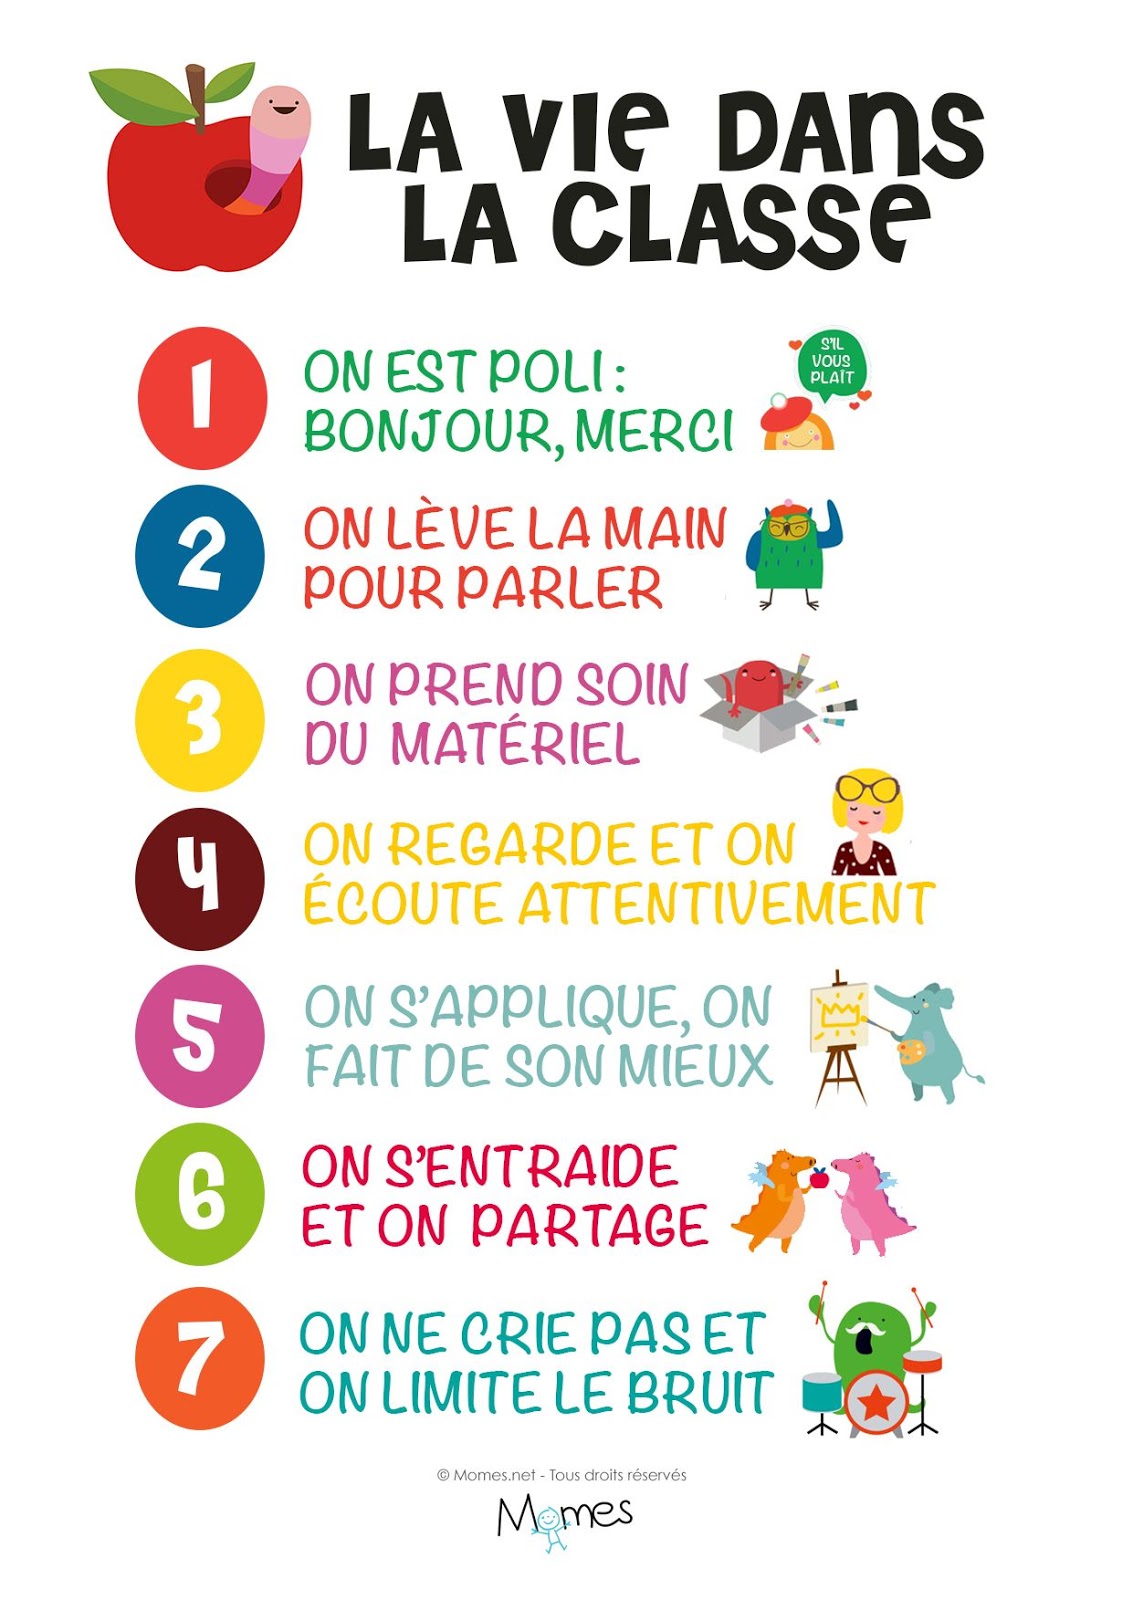 LA VIE DANS
LA CLASSE
1
ON EST POLI :
BONJOUR, MERCI
S'IL
VOUS
PLAÎT
2
ON LÈVE LA MAIN
POUR PARLER
3
ON PREND SOIN
DU MATÉRIEL
4
ON REGARDE ET ON
ÉCOUTE ATTENTIVEMENT
5
ON S'APPLIQUE, ON
FAIT DE SON MIEUX
6
ON S'ENTRAIDE
ET ON PARTAGE
7
ON NE CRIE PAS ET
ON LIMITE LE BRUIT
© Momes.net - Tous droits réservés
Momes